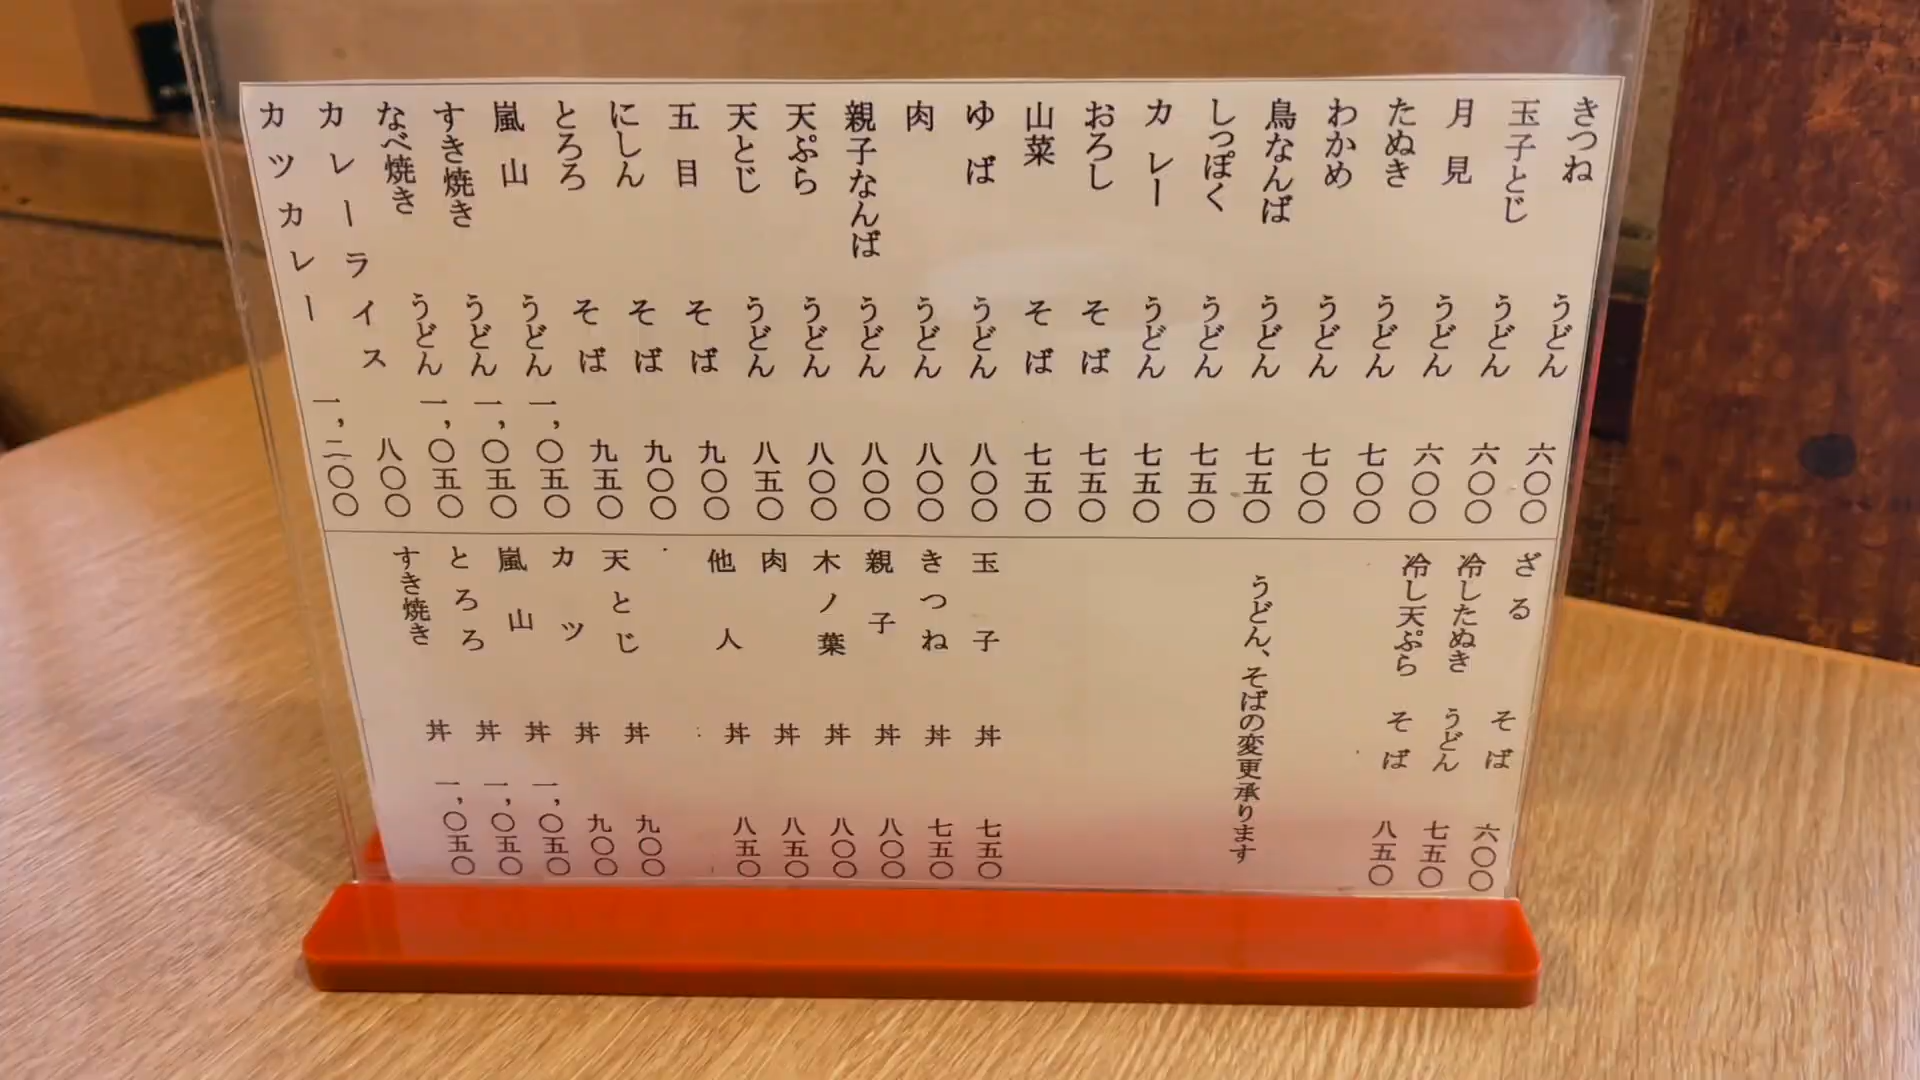 きつねうどん 六〇〇
玉子とじうどん 六〇〇
月見うどん 六〇〇
たぬきうどん 七〇〇
わかめうどん 七〇〇
鳥なんばうどん 七五〇
しっぽくうどん 七五〇
カレーうどん 七五〇
おろしそば 七五〇
山菜そば 七五〇
ゆばうどん 八〇〇
肉うどん 八〇〇
親子なんばうどん 八〇〇
天ぷらうどん 八〇〇
天とじうどん 八五〇
五目そば 九〇〇
にしんそば 九〇〇
とろろそば 九五〇
嵐山うどん 一,〇五〇
すき焼きうどん 一,〇五〇
なべ焼きうどん 一,〇五〇
カレーライス 八〇〇
カツカレー 一,二〇〇
ざるそば 六〇〇
冷したぬきうどん 七五〇
冷し天ぷらそば 八五〇
うどん、そばの変更承ります
玉子丼 七五〇
きつね丼 七五〇
親子丼 八〇〇
木ノ葉丼 八〇〇
肉丼 八五〇
他人丼 八五〇
天とじ丼 九〇〇
カツ丼 九〇〇
嵐山丼 一,〇五〇
とろろ丼 一,〇五〇
すき焼き丼 一,〇五〇